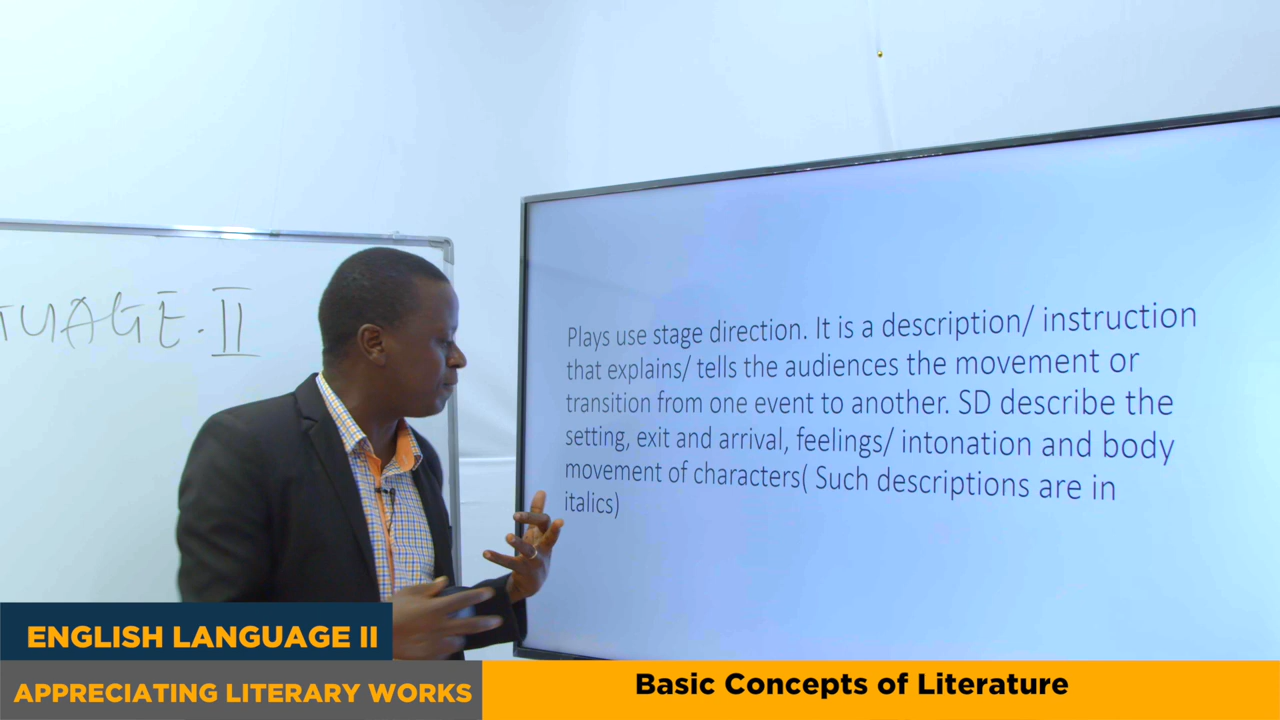 TUAGE. II
Plays use stage direction. It is a description/ instruction
that explains/ tells the audiences the movement or
transition from one event to another. SD describe the
setting, exit and arrival, feelings/ intonation and body
movement of characters( Such descriptions are in
italics)
ENGLISH LANGUAGE II
APPRECIATING LITERARY WORKS
Basic Concepts of Literature